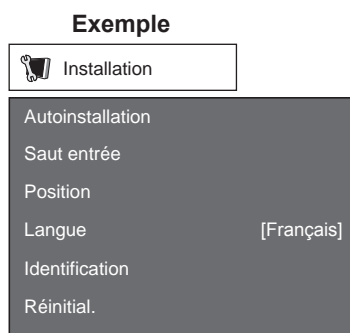 Exemple
Installation
Autoinstallation
Saut entrée
Position
Langue [Français]
Identification
Réinitial.